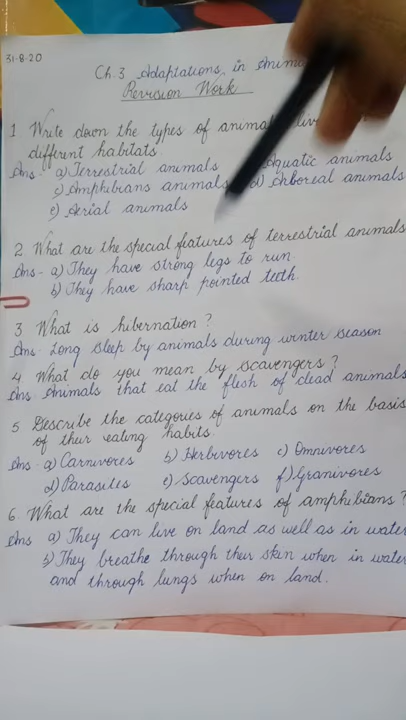 31-8-20
Ch.3 Adaptations in
Revision Work
1 Write down the types of
different habitats.
Ans - a) Terrestrial animals Aquatic animals
c) Amphibians animals d) Arboreal animals
e) Aerial animals
2. What are the special features of terrestrial animals
Ans - a) They have strong legs to run.
b) They have sharp pointed teeth.
3 What is hibernation?
Ans Long sleep by animals during winter season
4 What do you mean by scavengers?
Ans Animals that eat the flesh of dead animals
5 Describe the categories of animals on the basis
of their eating habits.
Ans - a) Carnivores b) Herbivores c) Omnivores
d) Parasites e) Scavengers f) Granivores
6 What are the special features of amphibians?
Ans a) They can live on land as well as in water
b) They breathe through their skin when in water
and through lungs when on land.